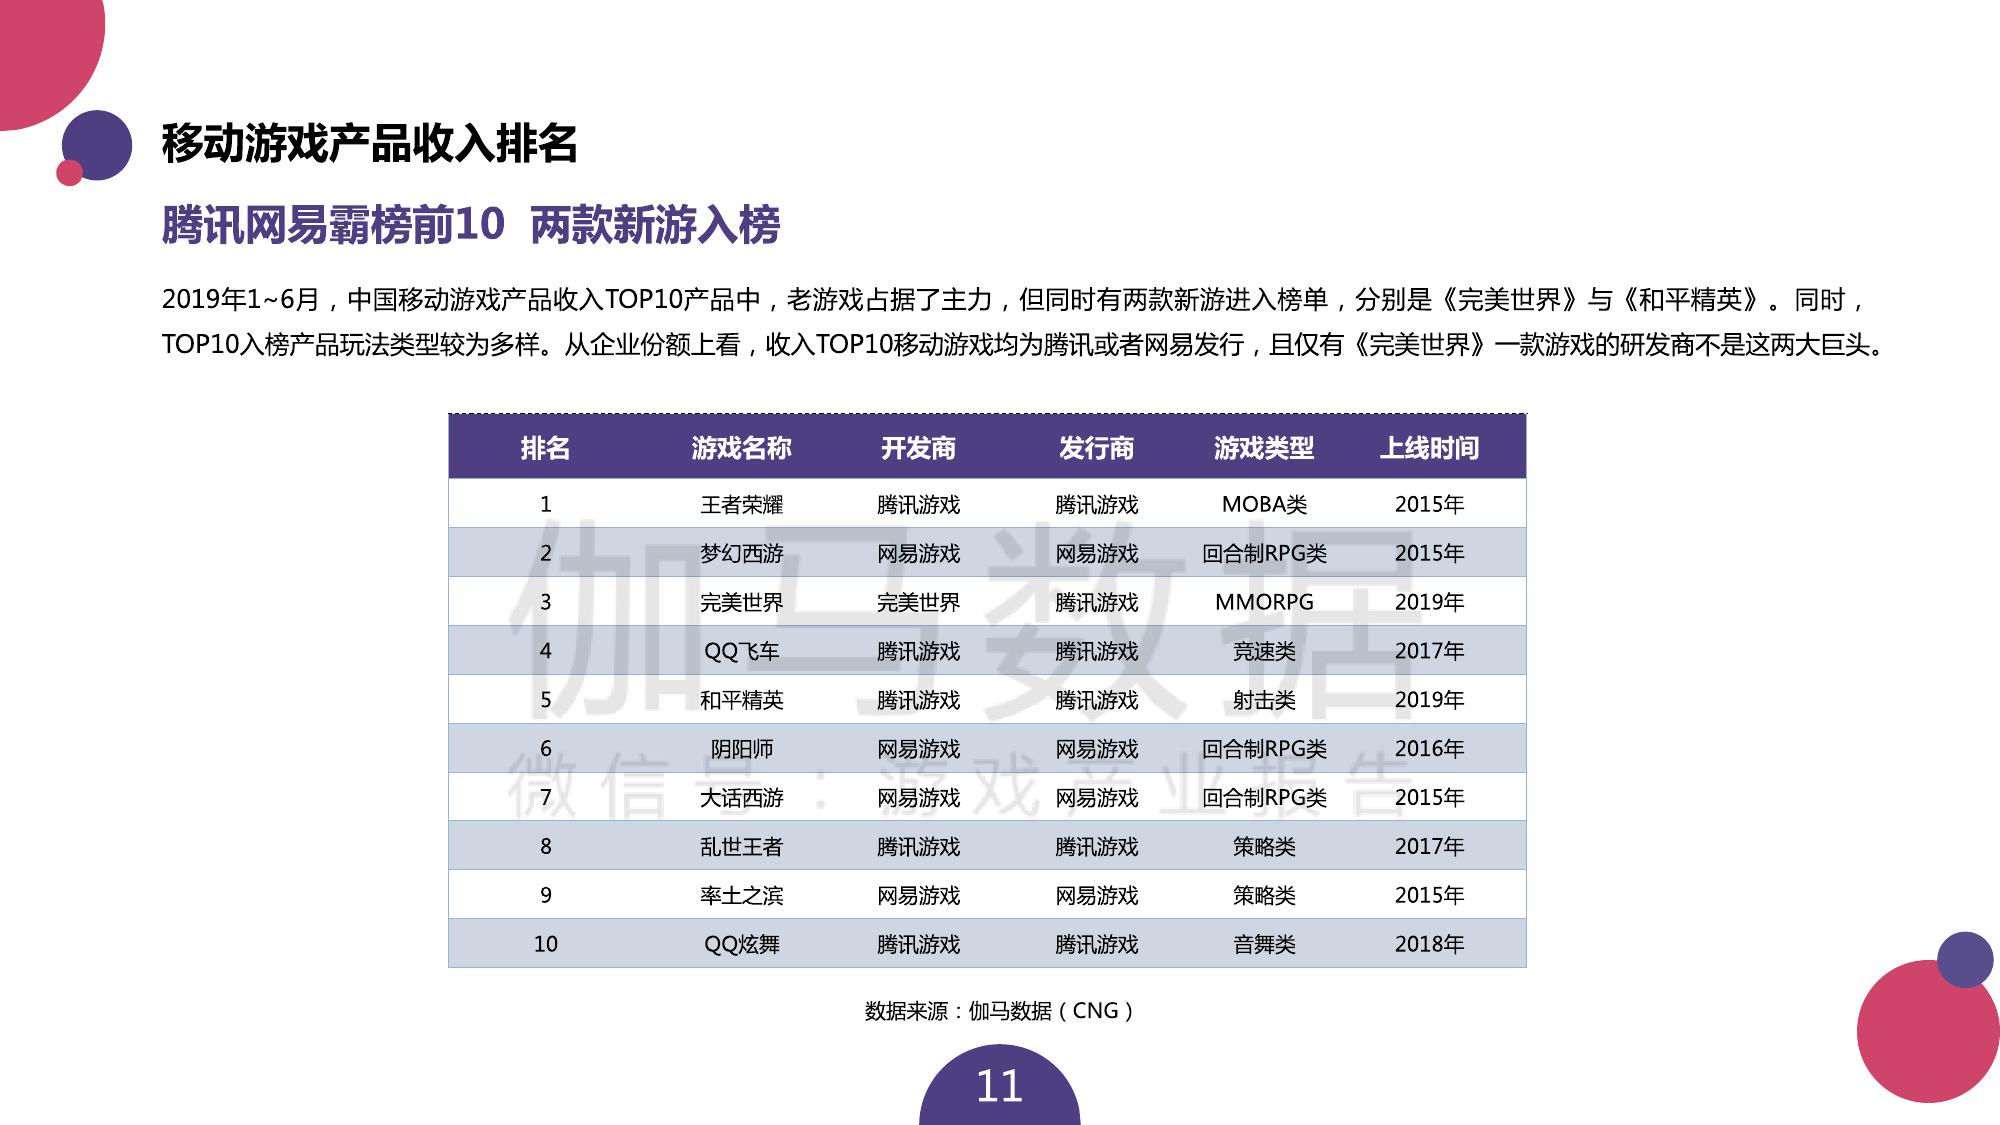 移动游戏产品收入排名
腾讯网易霸榜前10 两款新游入榜
2019年1~6月，中国移动游戏产品收入TOP10产品中，老游戏占据了主力，但同时有两款新游进入榜单，分别是《完美世界》与《和平精英》。同时，
TOP10入榜产品玩法类型较为多样。从企业份额上看，收入TOP10移动游戏均为腾讯或者网易发行，且仅有《完美世界》一款游戏的研发商不是这两大巨头。
排名 游戏名称 开发商 发行商 游戏类型 上线时间
1 王者荣耀 腾讯游戏 腾讯游戏 MOBA类 2015年
2 梦幻西游 网易游戏 网易游戏 回合制RPG类 2015年
3 完美世界 完美世界 腾讯游戏 MMORPG 2019年
4 QQ飞车 腾讯游戏 腾讯游戏 竞速类 2017年
5 和平精英 腾讯游戏 腾讯游戏 射击类 2019年
6 阴阳师 网易游戏 网易游戏 回合制RPG类 2016年
7 大话西游 网易游戏 网易游戏 回合制RPG类 2015年
8 乱世王者 腾讯游戏 腾讯游戏 策略类 2017年
9 率土之滨 网易游戏 网易游戏 策略类 2015年
10 QQ炫舞 腾讯游戏 腾讯游戏 音舞类 2018年
伽马数据
微信号：游戏产业报告
数据来源：伽马数据（CNG）
11